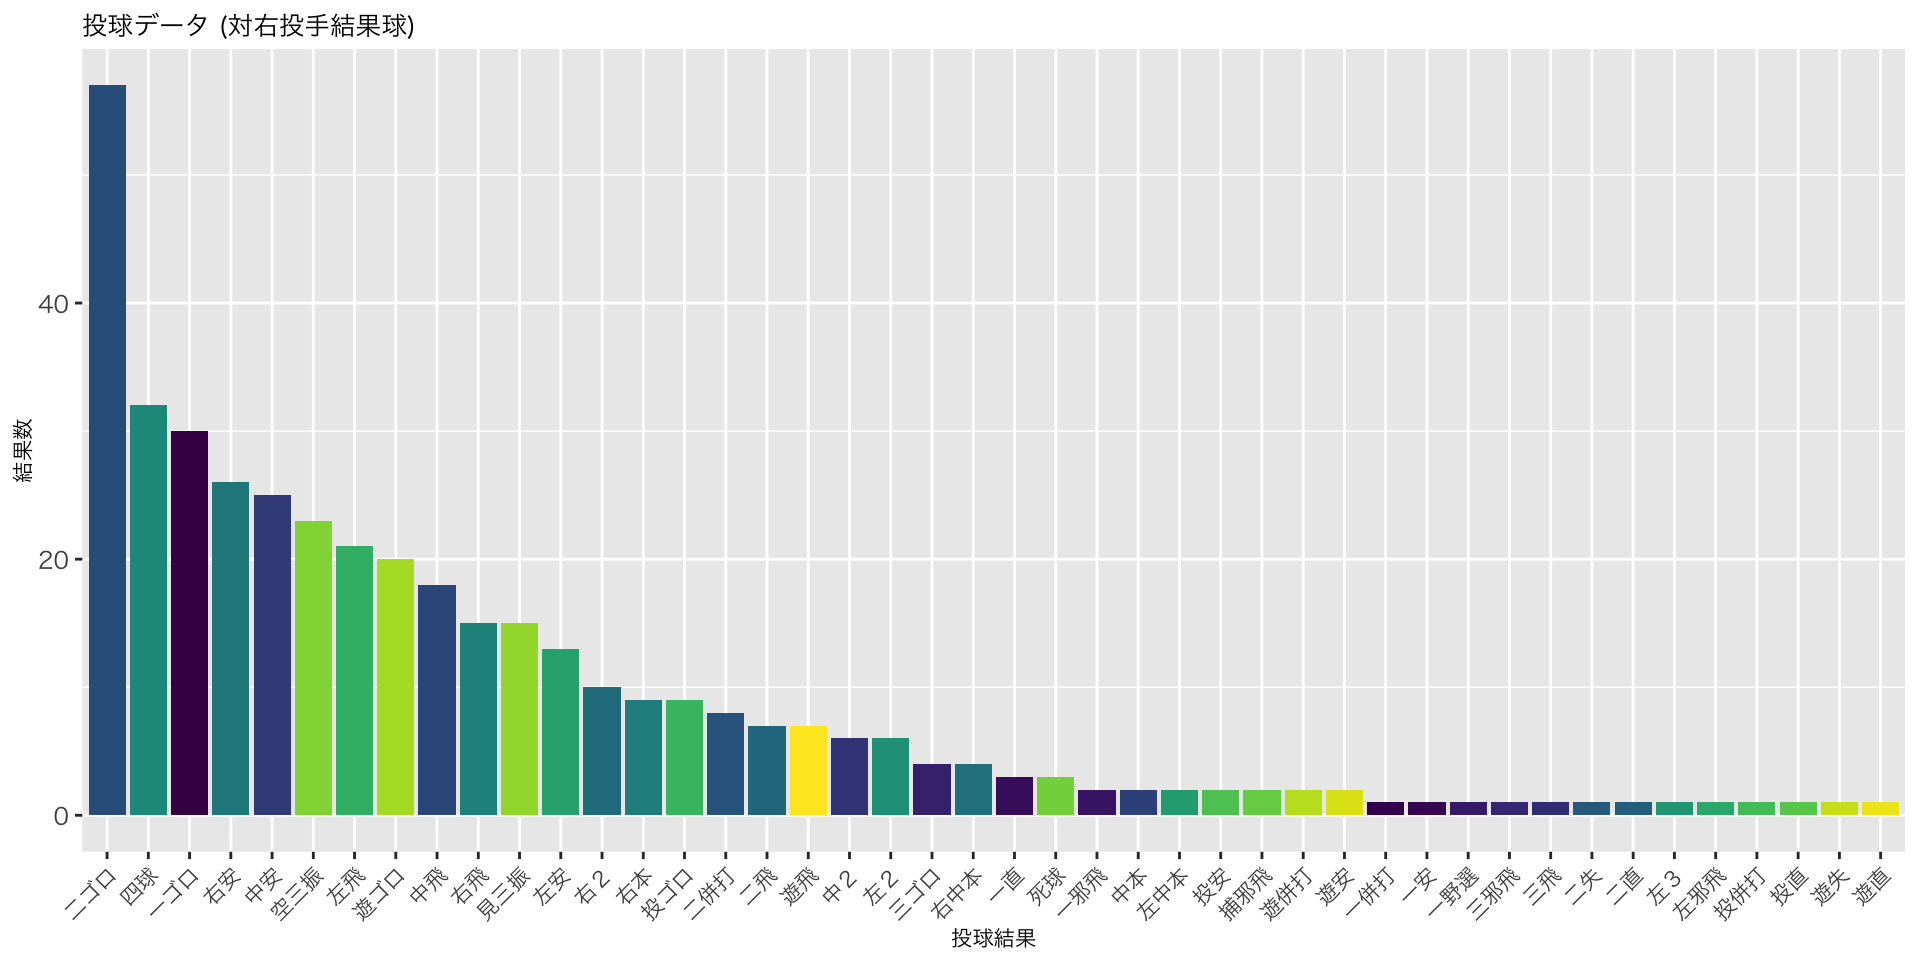 投球データ (対右投手結果球)
結果数
40
20
0
二ゴロ
四球
一ゴロ
右安
中安
空三振
左飛
遊ゴロ
中飛
右飛
見三振
左安
右２
右本
投ゴロ
二併打
二飛
遊飛
中２
左２
三ゴロ
右中本
一直
死球
一邪飛
中本
左中本
投安
捕邪飛
遊併打
遊安
一併打
一安
一野選
三邪飛
三飛
二失
二直
左３
左邪飛
投併打
投直
遊失
遊直
投球結果